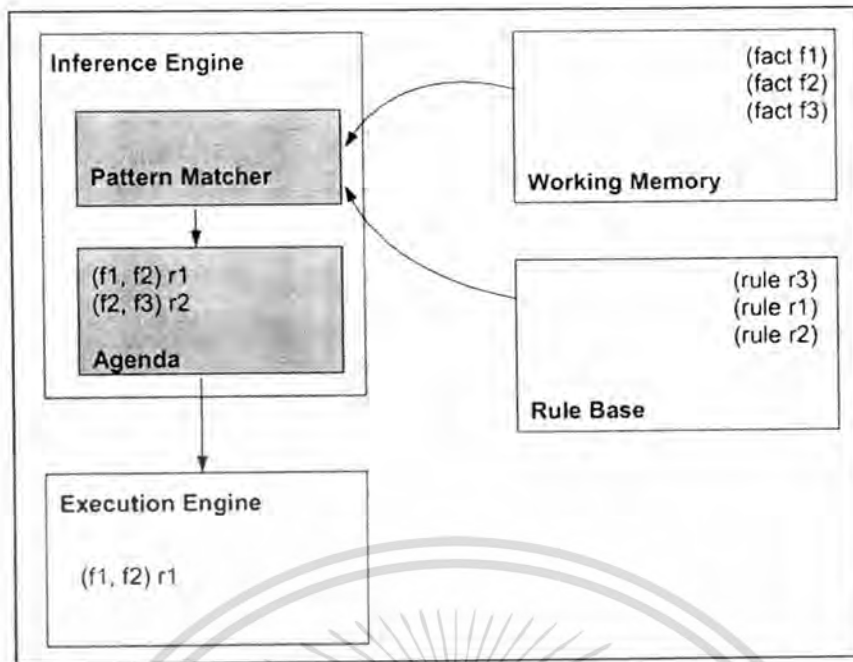 Inference Engine
Pattern Matcher
(f1, f2) r1
(f2, f3) r2
Agenda
Execution Engine
(f1, f2) r1
(fact f1)
(fact f2)
(fact f3)
Working Memory
(rule r3)
(rule r1)
(rule r2)
Rule Base